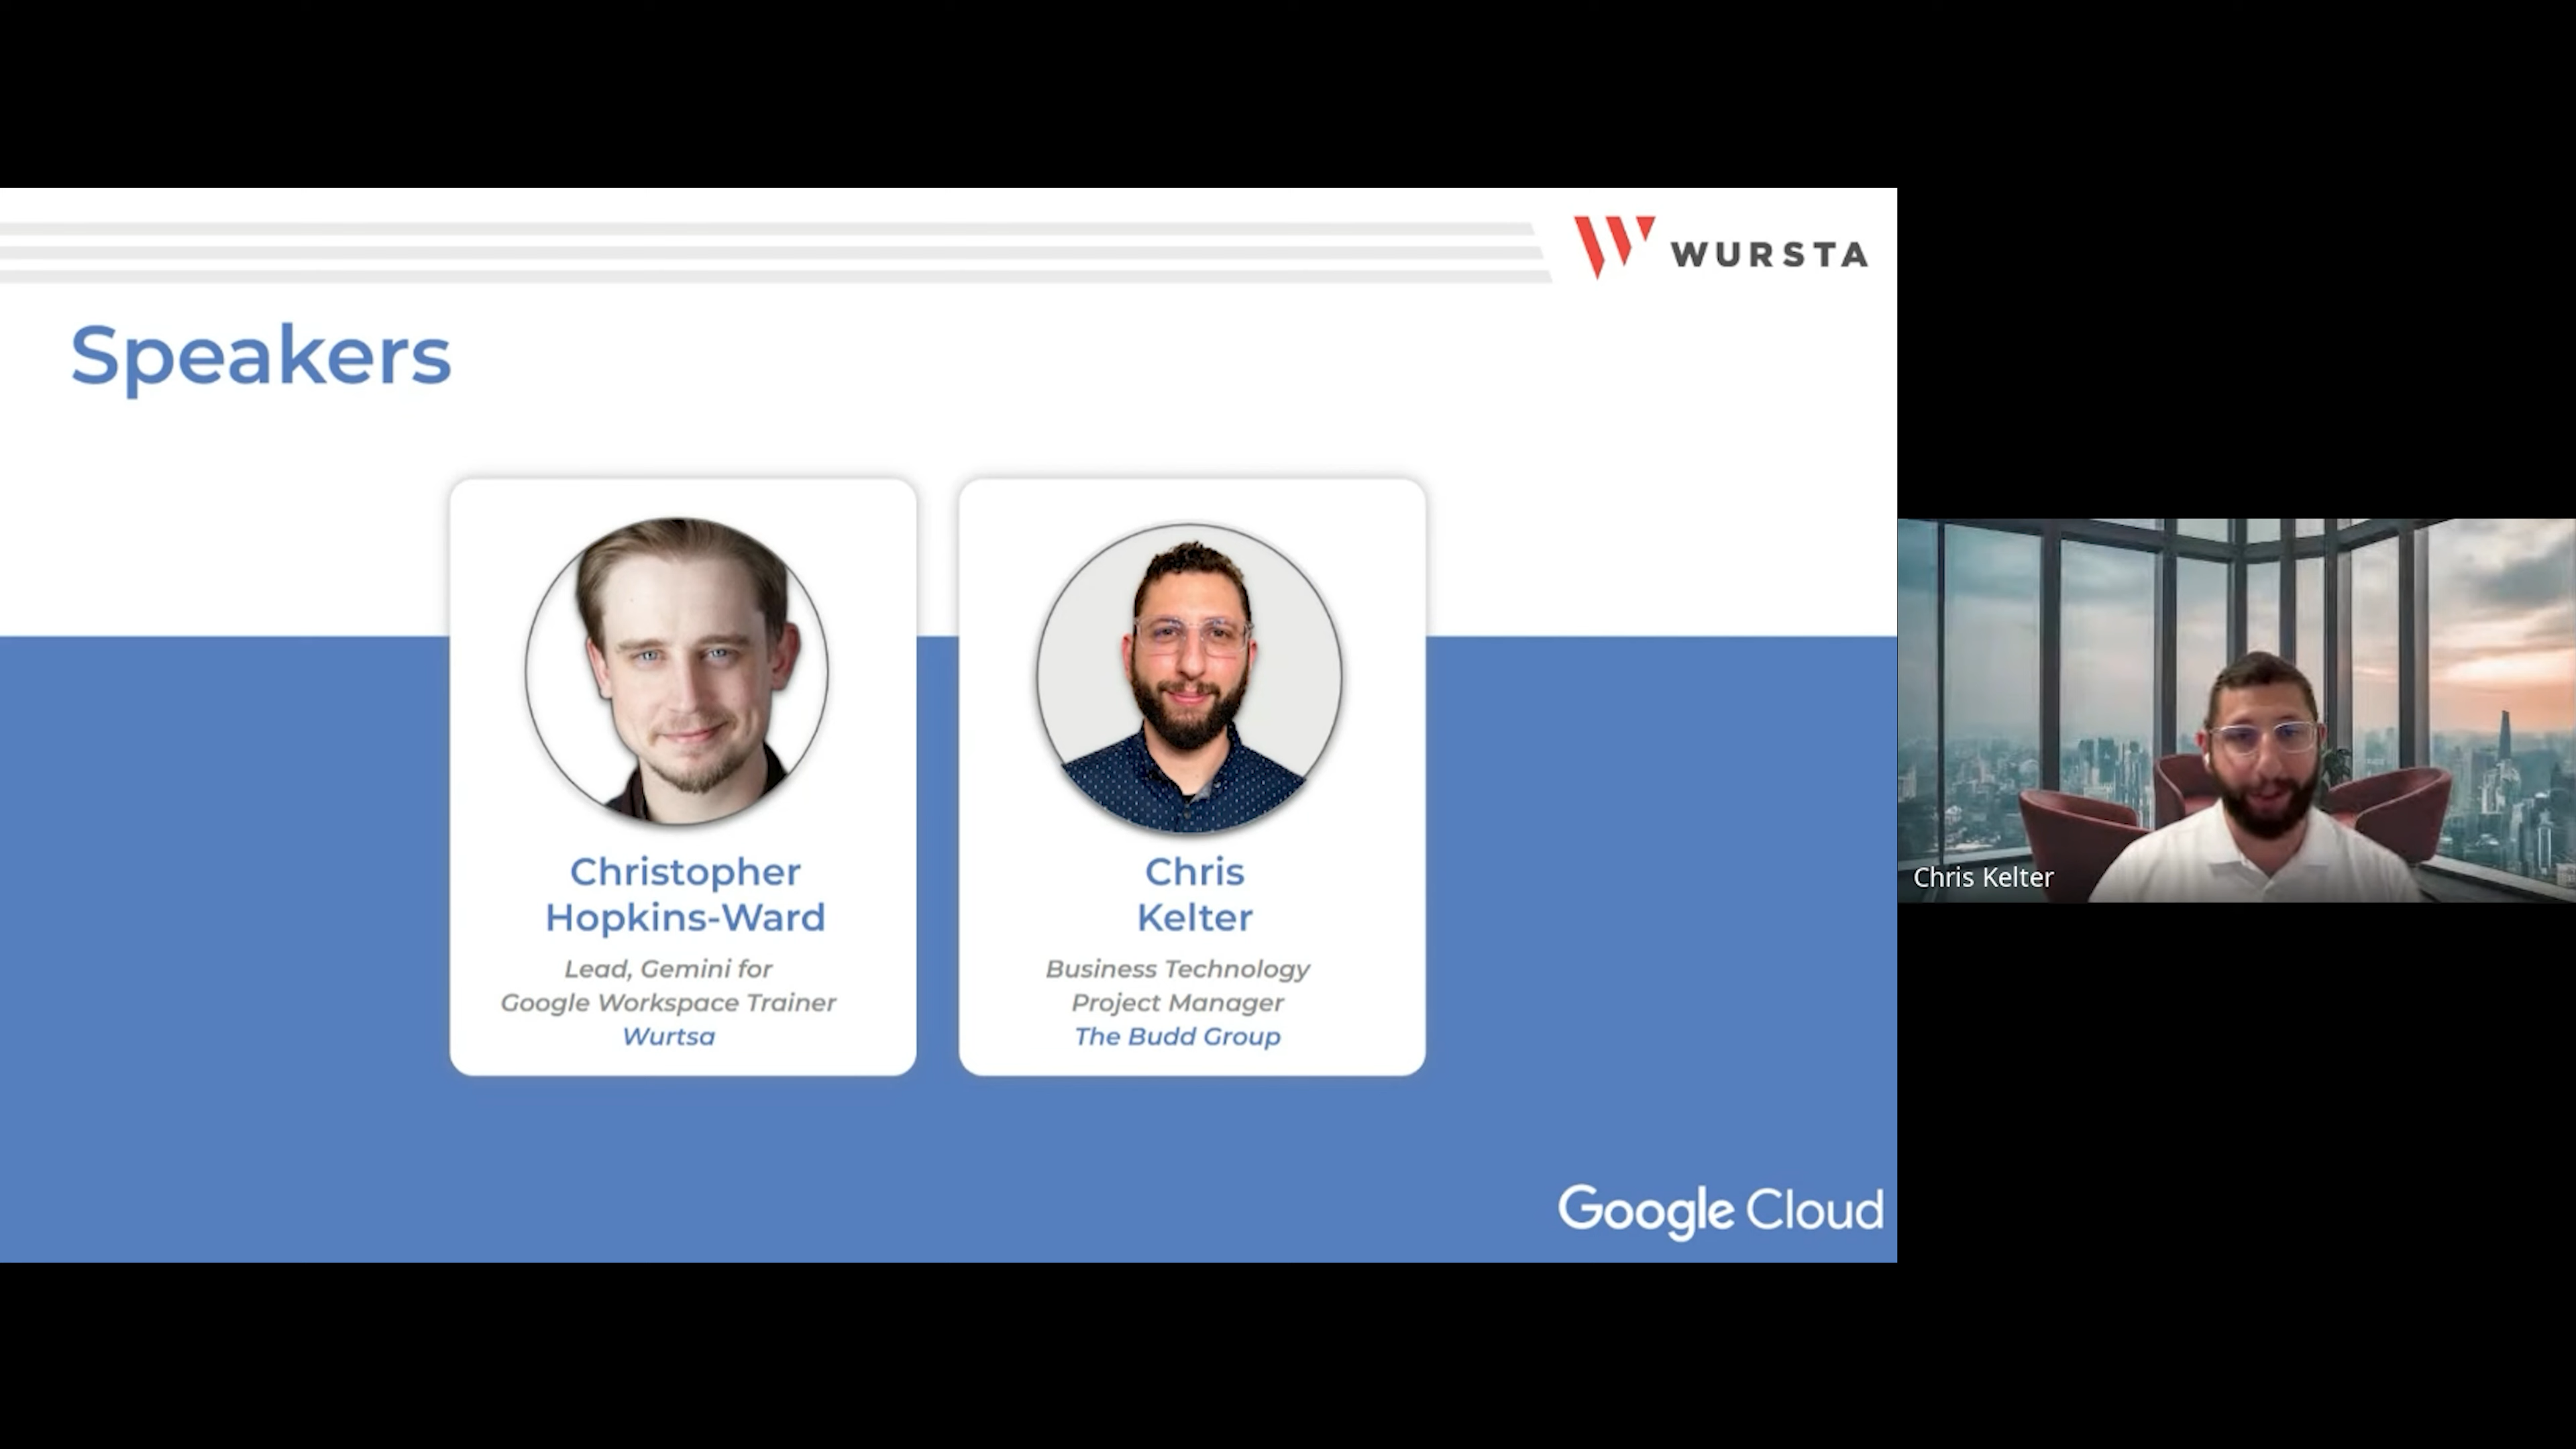 WURSTA
Speakers
Christopher
Hopkins-Ward
Lead, Gemini for
Google Workspace Trainer
Wurtsa
Chris
Kelter
Business Technology
Project Manager
The Budd Group
Chris Kelter
Google Cloud